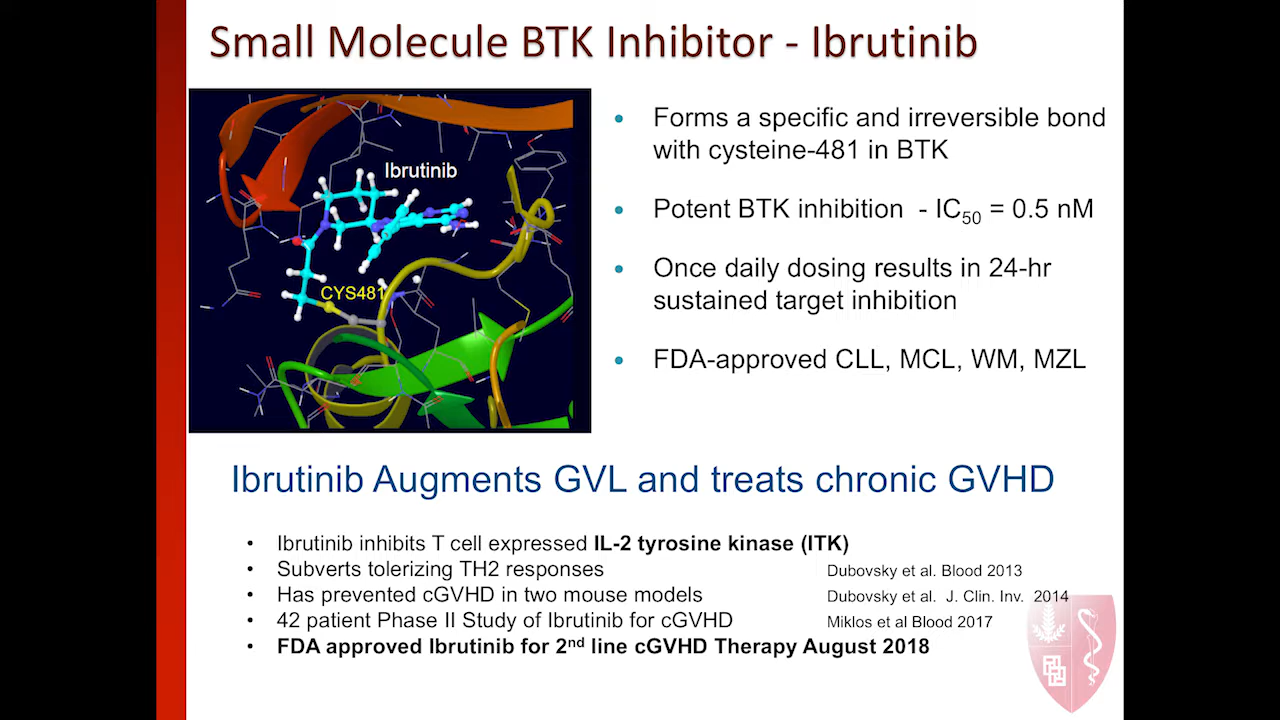 Small Molecule BTK Inhibitor - Ibrutinib
Ibrutinib
CYS481
• Forms a specific and irreversible bond
with cysteine-481 in BTK
• Potent BTK inhibition - IC50 = 0.5 nM
• Once daily dosing results in 24-hr
sustained target inhibition
• FDA-approved CLL, MCL, WM, MZL
Ibrutinib Augments GVL and treats chronic GVHD
• Ibrutinib inhibits T cell expressed IL-2 tyrosine kinase (ITK)
• Subverts tolerizing TH2 responses Dubovsky et al. Blood 2013
• Has prevented cGVHD in two mouse models Dubovsky et al. J. Clin. Inv. 2014
• 42 patient Phase II Study of Ibrutinib for cGVHD Miklos et al Blood 2017
• FDA approved Ibrutinib for 2nd line cGVHD Therapy August 2018